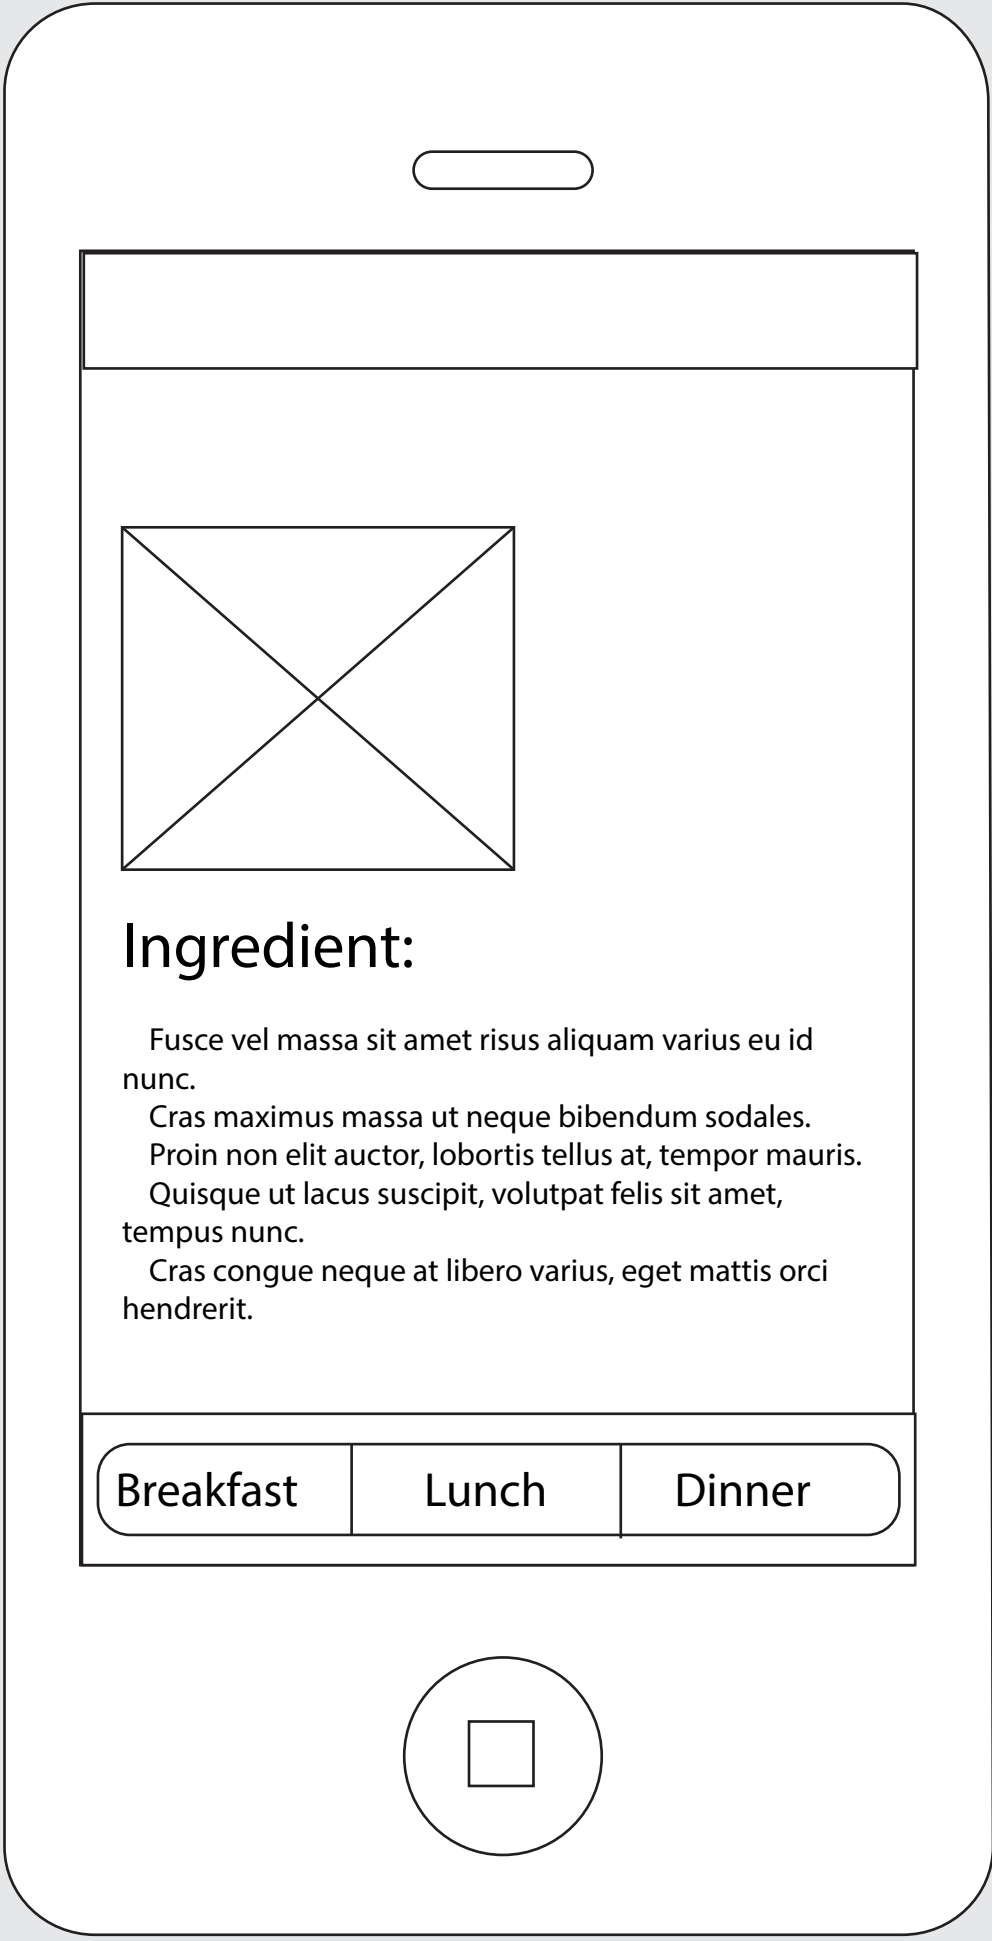 Ingredient:
Fusce vel massa sit amet risus aliquam varius eu id
nunc.
Cras maximus massa ut neque bibendum sodales.
Proin non elit auctor, lobortis tellus at, tempor mauris.
Quisque ut lacus suscipit, volutpat felis sit amet,
tempus nunc.
Cras congue neque at libero varius, eget mattis orci
hendrerit.
Breakfast Lunch Dinner